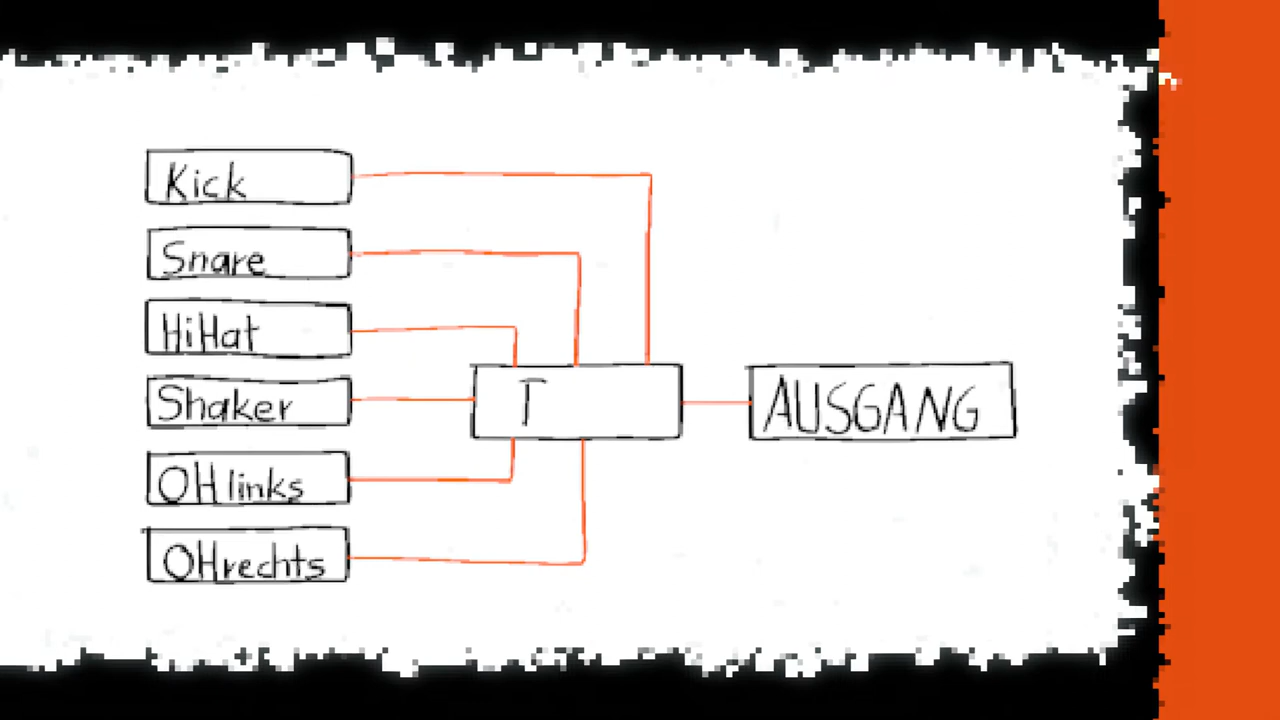 Kick
Snare
HiHat
Shaker
OHlinks
OHrechts
T
AUSGANG